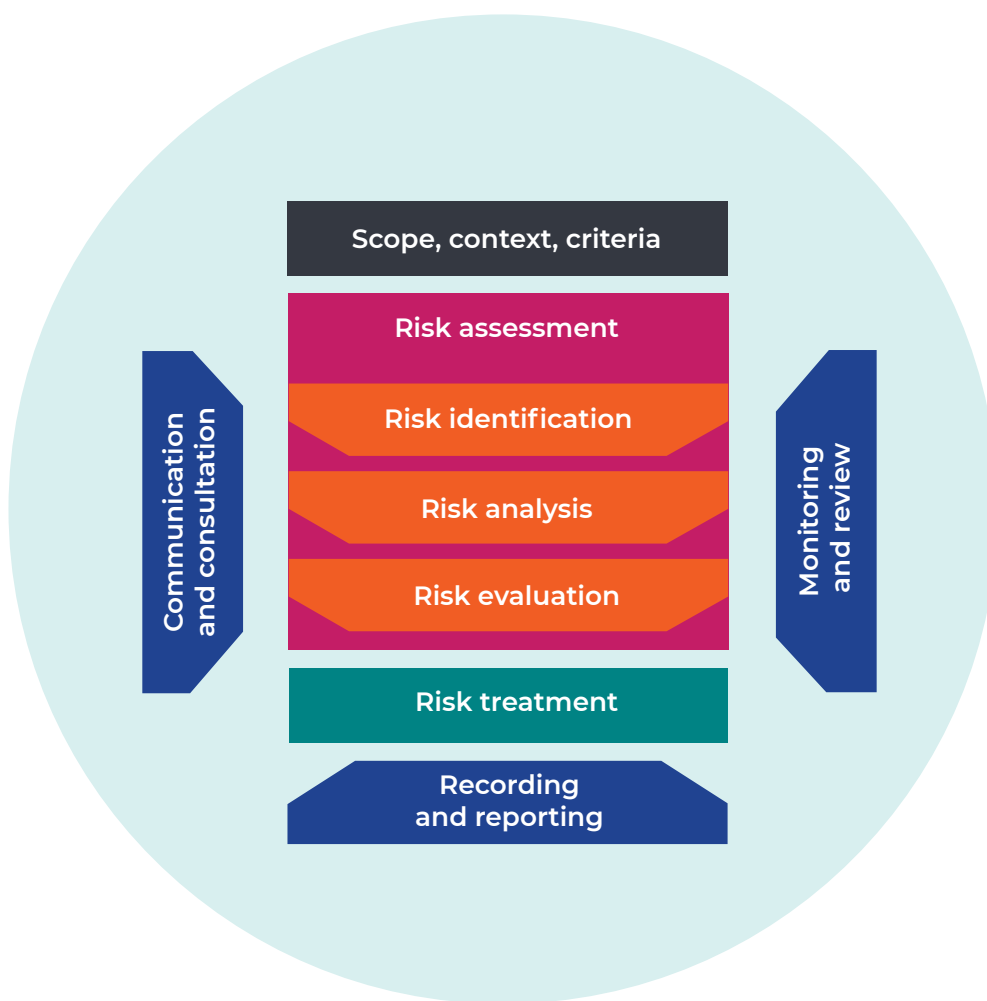 Scope, context, criteria
Risk assessment
Risk identification
Risk analysis
Risk evaluation
Risk treatment
Recording
and reporting
Communication
and consultation
Monitoring
and review